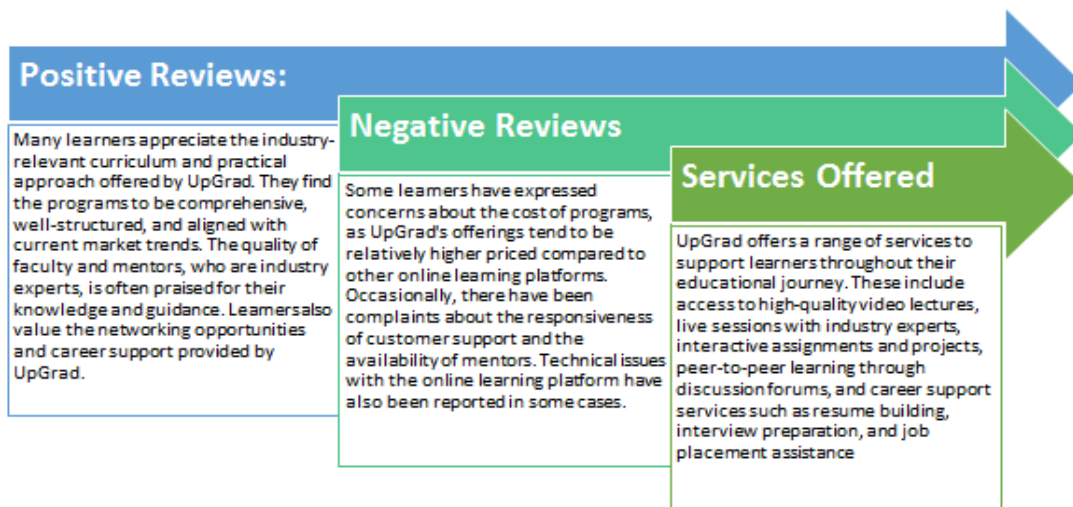 Positive Reviews:
Many learners appreciate the industry-
relevant curriculum and practical
approach offered by UpGrad. They find
the programs to be comprehensive,
well-structured, and aligned with
current market trends. The quality of
faculty and mentors, who are industry
experts, is often praised for their
knowledge and guidance. Learners also
value the networking opportunities
and career support provided by
UpGrad.
Negative Reviews
Some learners have expressed
concerns about the cost of programs,
as UpGrad's offerings tend to be
relatively higher priced compared to
other online learning platforms.
Occasionally, there have been
complaints about the responsiveness
of customer support and the
availability of mentors. Technical issues
with the online learning platform have
also been reported in some cases.
Services Offered
UpGrad offers a range of services to
support learners throughout their
educational journey. These include
access to high-quality video lectures,
live sessions with industry experts,
interactive assignments and projects,
peer-to-peer learning through
discussion forums, and career support
services such as resume building,
interview preparation, and job
placement assistance